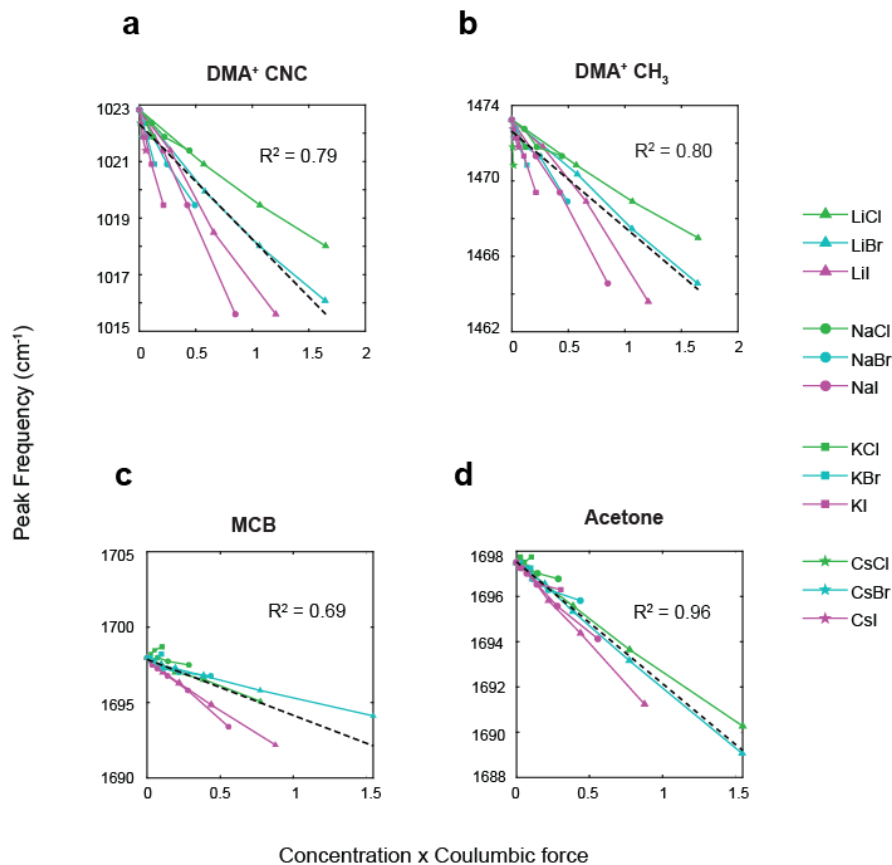 a
DMA⁺ CNC
1023
1021
1019
1018
1016
1015
0
0.5
1
1.5
2
R² = 0.79
b
DMA⁺ CH₃
1474
1470
1466
1462
0
0.5
1
1.5
2
R² = 0.80
LiCl
LiBr
LiI
NaCl
NaBr
NaI
KCl
KBr
KI
CsCl
CsBr
CsI
Peak Frequency (cm⁻¹)
c
MCB
1705
1700
1695
1690
0
0.5
1
1.5
R² = 0.69
d
Acetone
1698
1696
1694
1692
1690
1688
0
0.5
1
1.5
R² = 0.96
Concentration x Coulumbic force